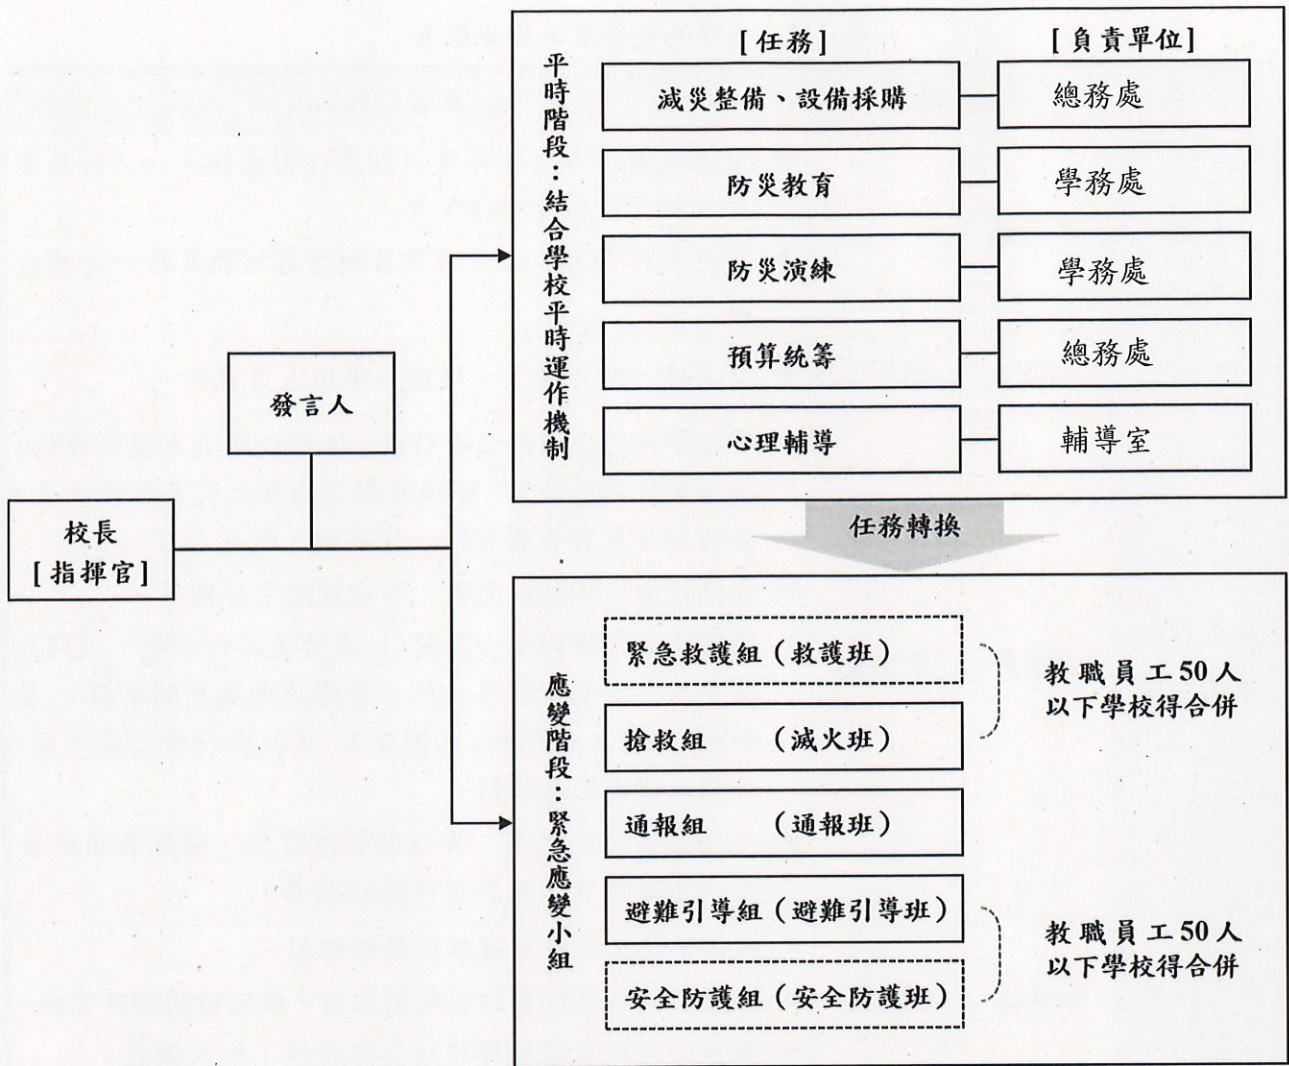 [任務] [負責單位]
平時階段：結合學校平時運作機制
減災整備、設備採購 總務處
防災教育 學務處
防災演練 學務處
預算統籌 總務處
心理輔導 輔導室
發言人
校長
[指揮官]
任務轉換
應變階段：緊急應變小組
緊急救護組（救護班）
搶救組 （滅火班）
教職員工50人
以下學校得合併
通報組 （通報班）
避難引導組（避難引導班）
安全防護組（安全防護班）
教職員工50人
以下學校得合併